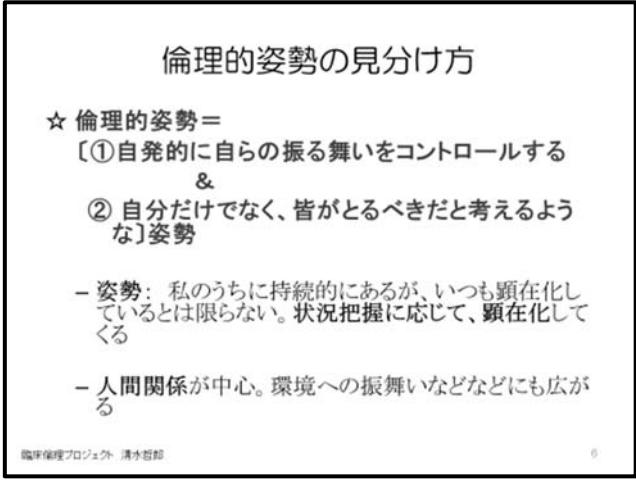 倫理的姿勢の見分け方
☆ 倫理的姿勢＝
〔①自発的に自らの振る舞いをコントロールする
&
② 自分だけでなく、皆がとるべきだと考えるよう
な〕姿勢
– 姿勢： 私のうちに持続的にあるが、いつも顕在化し
ているとは限らない。状況把握に応じて、顕在化して
くる
– 人間関係が中心。環境への振舞いなどなどにも広が
る
臨床倫理プロジェクト 清水哲郎
6